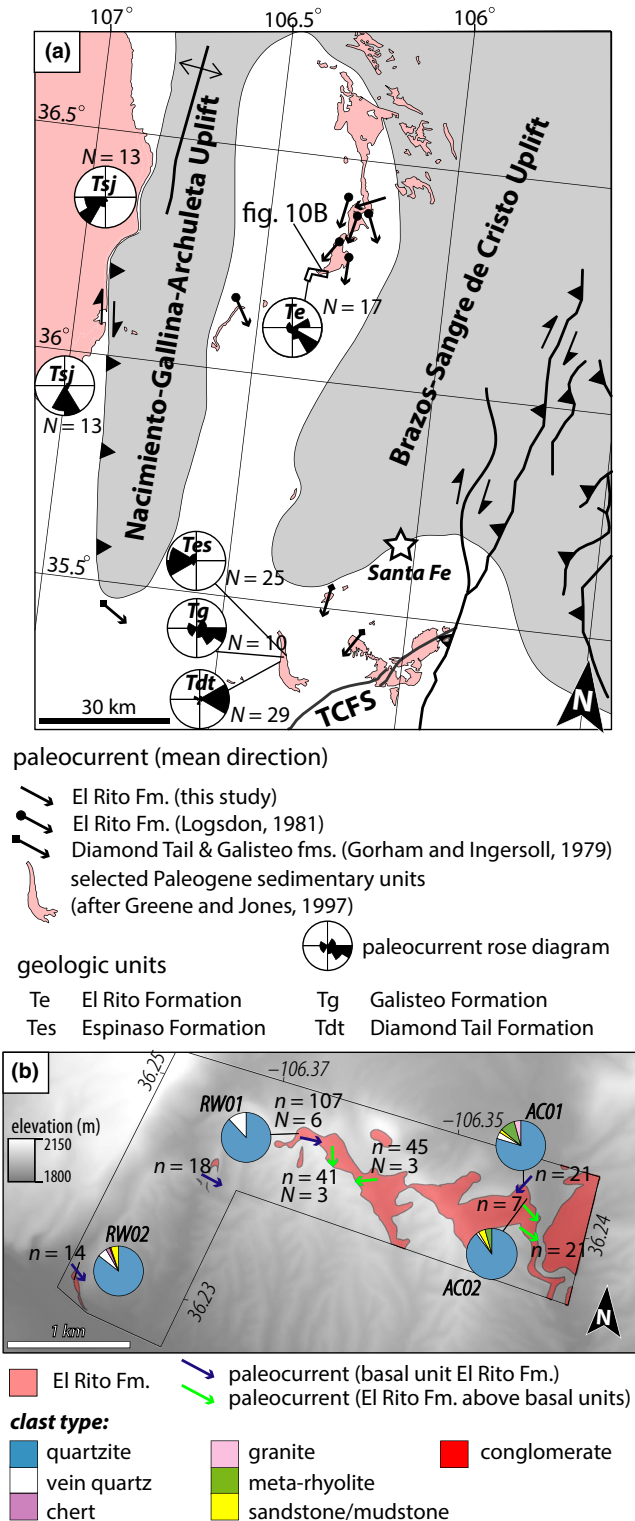 107°
106.5°
106°
(a)
36.5°
N = 13
Tsj
Nacimiento-Gallina-Archuleta Uplift
fig. 10B
Te
N = 17
Brazos-Sangre de Cristo Uplift
36°
Tsj
N = 13
35.5°
Tes
N = 25
Santa Fe
Tg
N = 10
Tdt
N = 29
TCFS
30 km
N
paleocurrent (mean direction)
El Rito Fm. (this study)
El Rito Fm. (Logsdon, 1981)
Diamond Tail & Galisteo fms. (Gorham and Ingersoll, 1979)
selected Paleogene sedimentary units
(after Greene and Jones, 1997)
paleocurrent rose diagram
geologic units
Te El Rito Formation Tg Galisteo Formation
Tes Espinaso Formation Tdt Diamond Tail Formation
(b)
36.25
−106.37
elevation (m)
2150
1800
RW01
n = 107
N = 6
−106.35
AC01
n = 18
n = 45
N = 3
n = 41
N = 3
n = 21
n = 7
RW02
n = 14
n = 21
36.24
AC02
36.23
1 km
N
El Rito Fm.
paleocurrent (basal unit El Rito Fm.)
paleocurrent (El Rito Fm. above basal units)
clast type:
quartzite granite conglomerate
vein quartz meta-rhyolite
chert sandstone/mudstone